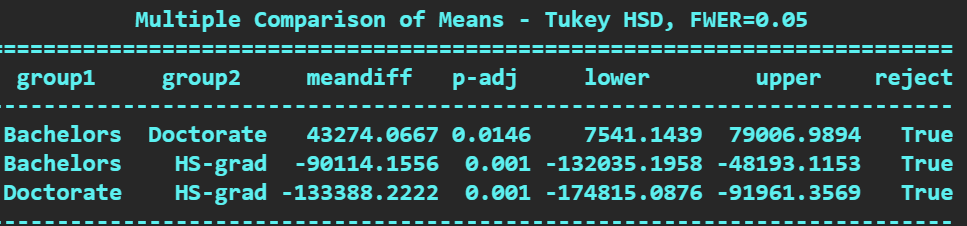 Multiple Comparison of Means - Tukey HSD, FWER=0.05
========================================================================
group1 group2 meandiff p-adj lower upper reject
------------------------------------------------------------------------
Bachelors Doctorate 43274.0667 0.0146 7541.1439 79006.9894 True
Bachelors HS-grad -90114.1556 0.001 -132035.1958 -48193.1153 True
Doctorate HS-grad -133388.2222 0.001 -174815.0876 -91961.3569 True
------------------------------------------------------------------------